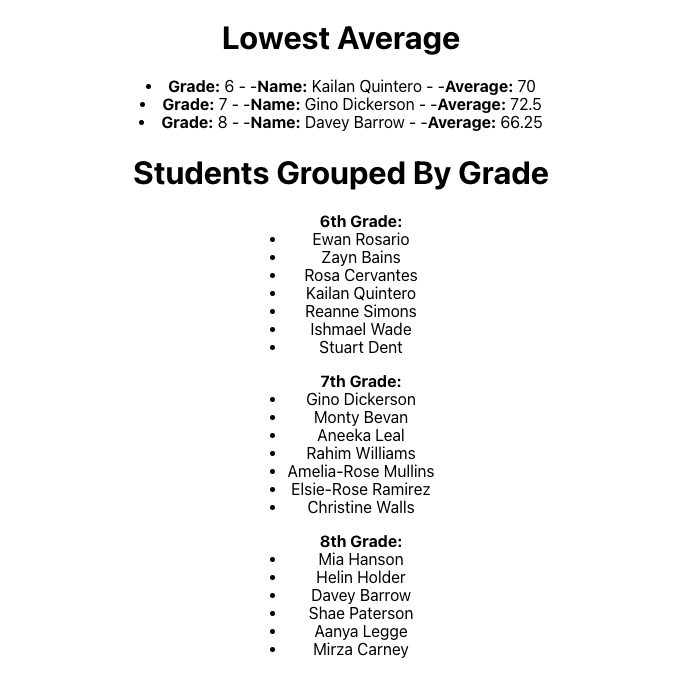 Lowest Average
• Grade: 6 - -Name: Kailan Quintero - -Average: 70
• Grade: 7 - -Name: Gino Dickerson - -Average: 72.5
• Grade: 8 - -Name: Davey Barrow - -Average: 66.25
Students Grouped By Grade
6th Grade:
• Ewan Rosario
• Zayn Bains
• Rosa Cervantes
• Kailan Quintero
• Reanne Simons
• Ishmael Wade
• Stuart Dent
7th Grade:
• Gino Dickerson
• Monty Bevan
• Aneeka Leal
• Rahim Williams
• Amelia-Rose Mullins
• Elsie-Rose Ramirez
• Christine Walls
8th Grade:
• Mia Hanson
• Helin Holder
• Davey Barrow
• Shae Paterson
• Aanya Legge
• Mirza Carney